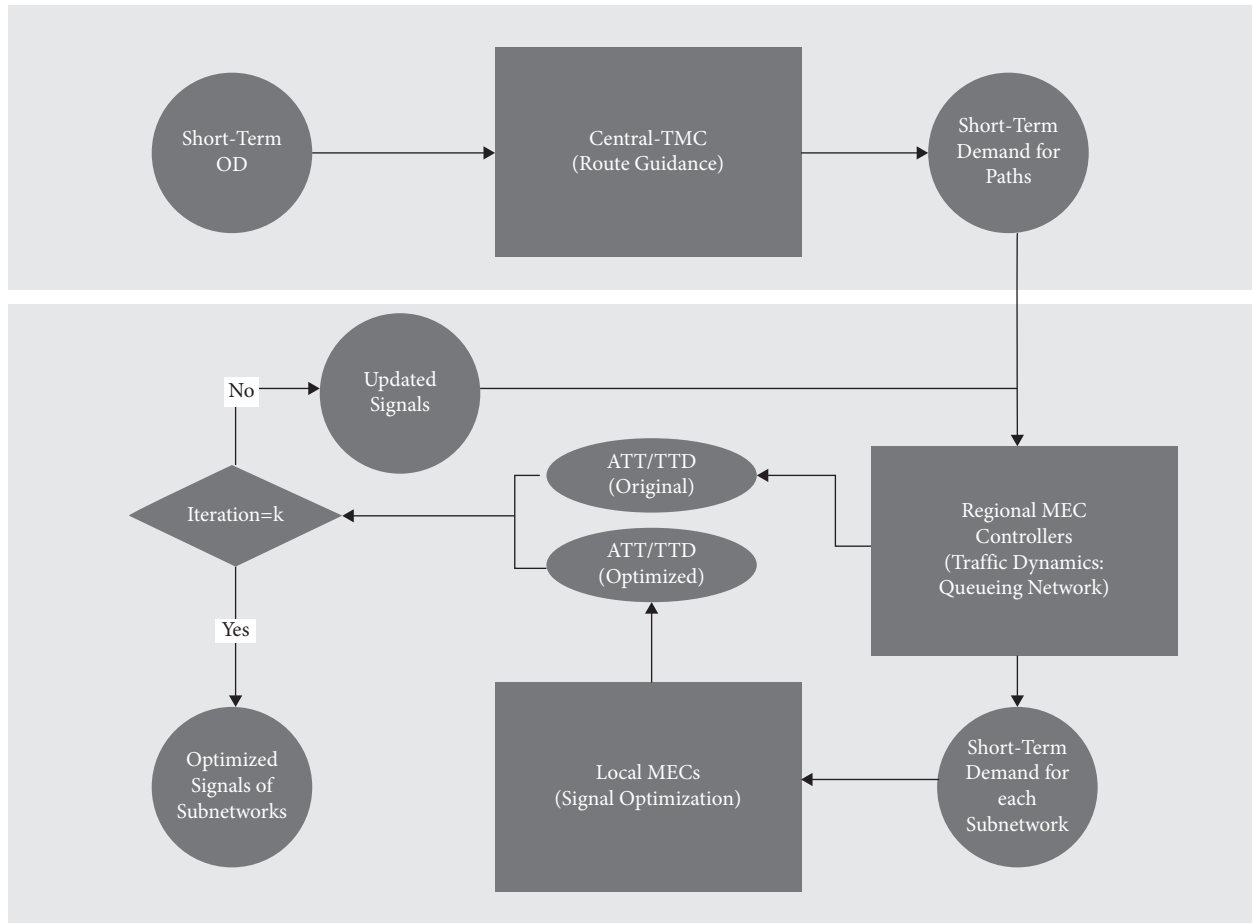 Short-Term
OD
Central-TMC
(Route Guidance)
Short-Term
Demand for
Paths
No
Updated
Signals
Iteration=k
ATT/TTD
(Original)
ATT/TTD
(Optimized)
Regional MEC
Controllers
(Traffic Dynamics:
Queueing Network)
Yes
Optimized
Signals of
Subnetworks
Local MECs
(Signal Optimization)
Short-Term
Demand for
each
Subnetwork